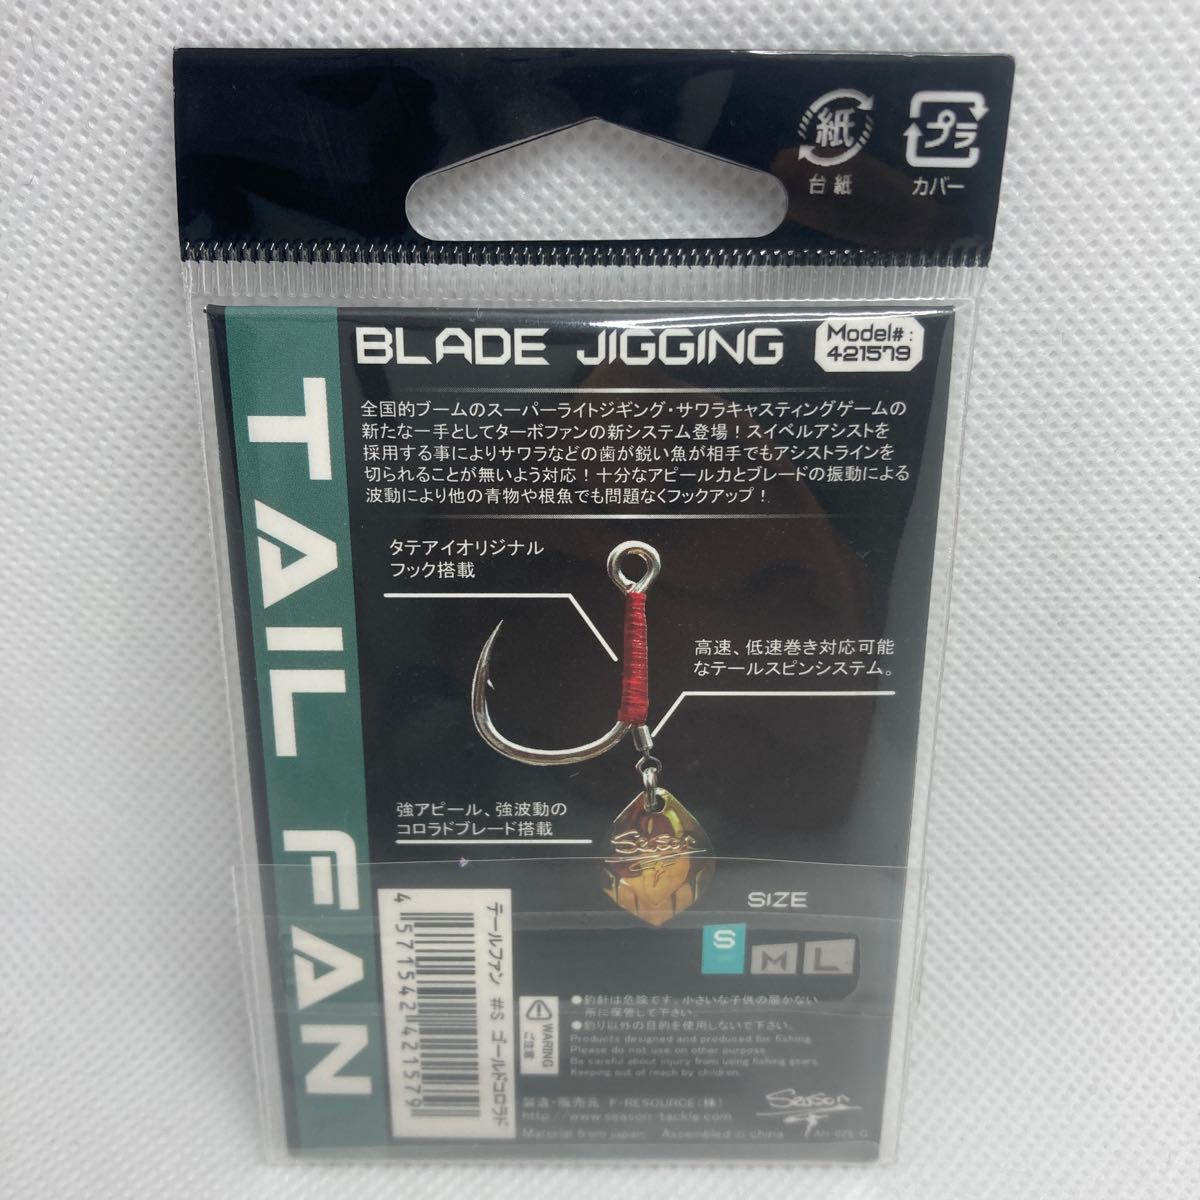 紙
台紙
プラ
カバー
TAIL FAN
BLADE JIGGING
Model#:
421579
全国的ブームのスーパーライトジギング・サワラキャスティングゲームの
新たな一手としてターボファンの新システム登場！スイベルアシストを
採用する事によりサワラなどの歯が鋭い魚が相手でもアシストラインを
切られることが無いよう対応！十分なアピール力とブレードの振動による
波動により他の青物や根魚でも問題なくフックアップ！
タテアイオリジナル
フック搭載
高速、低速巻き対応可能
なテールスピンシステム。
強アピール、強波動の
コロラドブレード搭載
Season
SIZE
S M L
テールファン #S ゴールドコロラド
4 571542 421579
WARING
ご注意
●釣針は危険です。小さいな子供の届かない
所に保管して下さい。
●釣り以外の目的を使用しないで下さい。
Products designed and produced for fishing.
Please do not use on other purpose.
Be careful about injury from using fishing gears.
Keeping out of reach by children.
製造・販売元 F-RESOURCE(株)
http://www.season-tackle.com
Material from japan. Assembled in china
Season